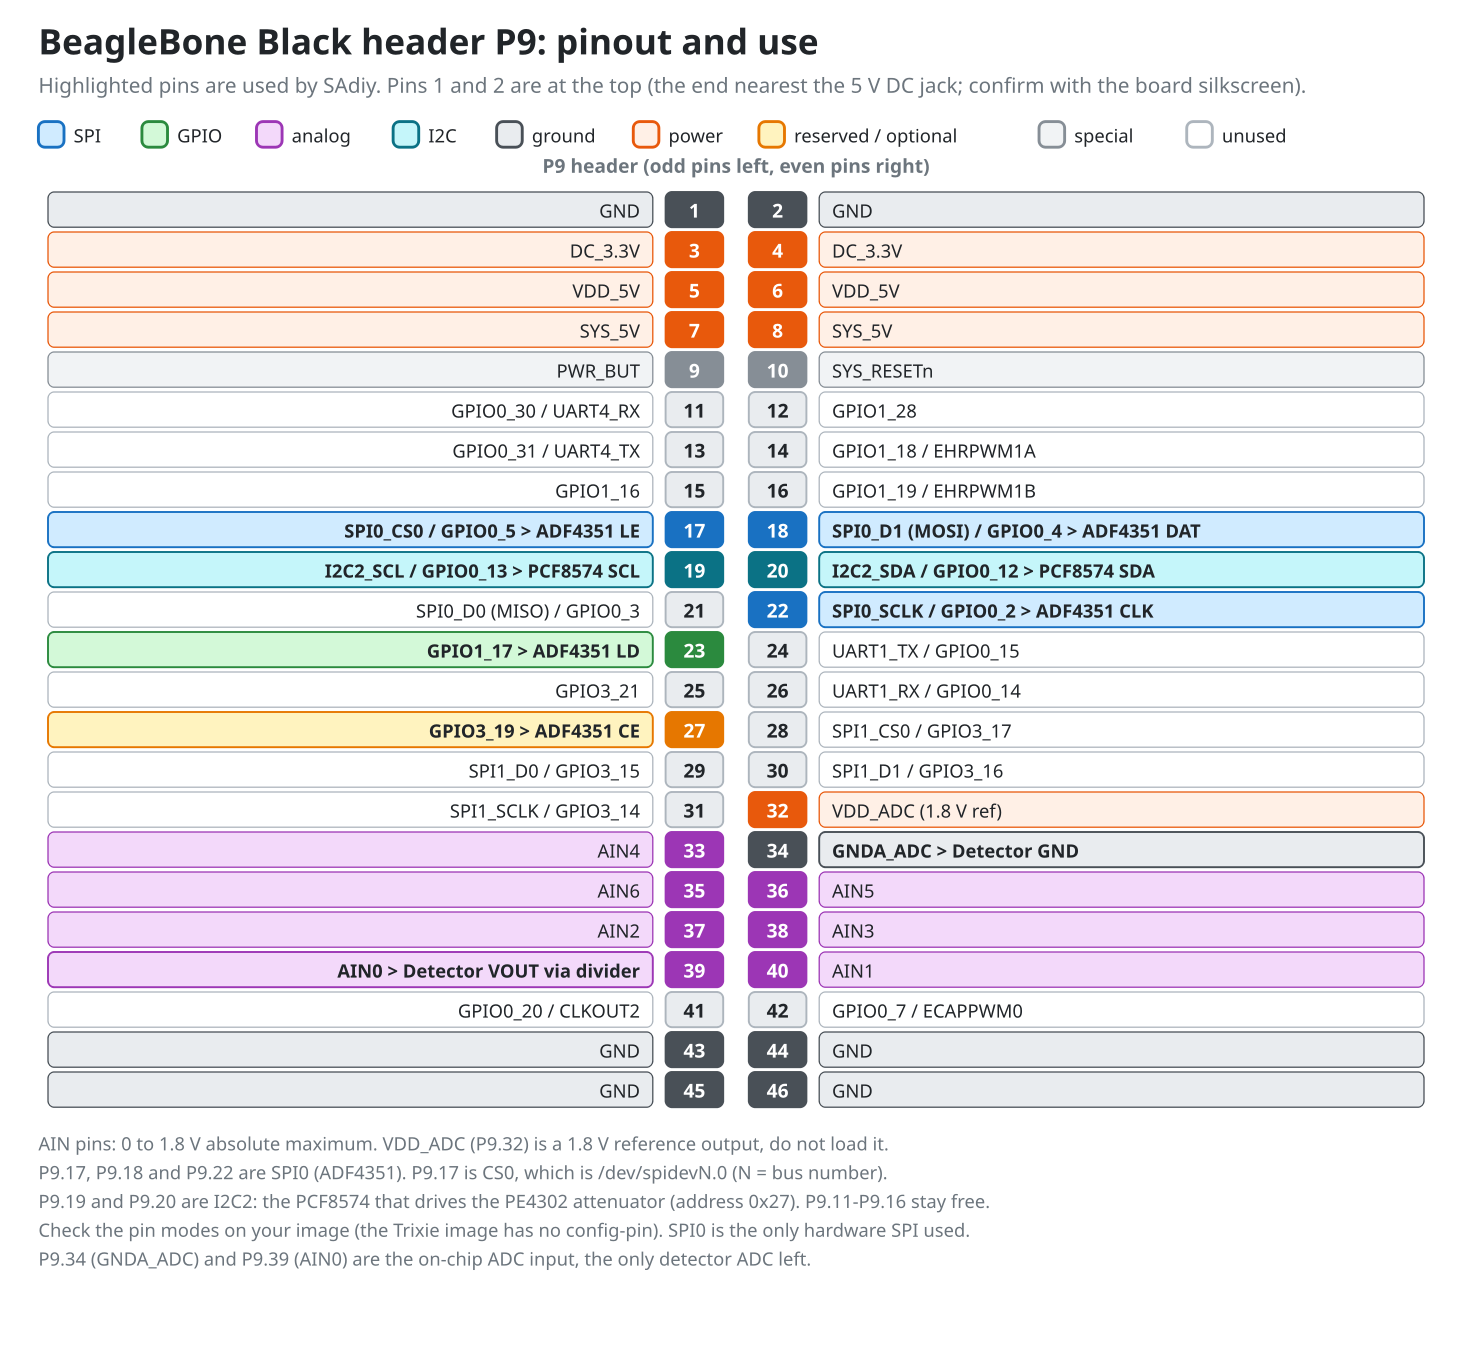 BeagleBone Black header P9: pinout and use
Highlighted pins are used by SAdiy. Pins 1 and 2 are at the top (the end nearest the 5 V DC jack; confirm with the board silkscreen).
SPI GPIO analog I2C ground power reserved / optional special unused
P9 header (odd pins left, even pins right)
GND 1 2 GND
DC_3.3V 3 4 DC_3.3V
VDD_5V 5 6 VDD_5V
SYS_5V 7 8 SYS_5V
PWR_BUT 9 10 SYS_RESETn
GPIO0_30 / UART4_RX 11 12 GPIO1_28
GPIO0_31 / UART4_TX 13 14 GPIO1_18 / EHRPWM1A
GPIO1_16 15 16 GPIO1_19 / EHRPWM1B
SPI0_CS0 / GPIO0_5 > ADF4351 LE 17 18 SPI0_D1 (MOSI) / GPIO0_4 > ADF4351 DAT
I2C2_SCL / GPIO0_13 > PCF8574 SCL 19 20 I2C2_SDA / GPIO0_12 > PCF8574 SDA
SPI0_D0 (MISO) / GPIO0_3 21 22 SPI0_SCLK / GPIO0_2 > ADF4351 CLK
GPIO1_17 > ADF4351 LD 23 24 UART1_TX / GPIO0_15
GPIO3_21 25 26 UART1_RX / GPIO0_14
GPIO3_19 > ADF4351 CE 27 28 SPI1_CS0 / GPIO3_17
SPI1_D0 / GPIO3_15 29 30 SPI1_D1 / GPIO3_16
SPI1_SCLK / GPIO3_14 31 32 VDD_ADC (1.8 V ref)
AIN4 33 34 GNDA_ADC > Detector GND
AIN6 35 36 AIN5
AIN2 37 38 AIN3
AIN0 > Detector VOUT via divider 39 40 AIN1
GPIO0_20 / CLKOUT2 41 42 GPIO0_7 / ECAPPWM0
GND 43 44 GND
GND 45 46 GND
AIN pins: 0 to 1.8 V absolute maximum. VDD_ADC (P9.32) is a 1.8 V reference output, do not load it.
P9.17, P9.18 and P9.22 are SPI0 (ADF4351). P9.17 is CS0, which is /dev/spidevN.0 (N = bus number).
P9.19 and P9.20 are I2C2: the PCF8574 that drives the PE4302 attenuator (address 0x27). P9.11-P9.16 stay free.
Check the pin modes on your image (the Trixie image has no config-pin). SPI0 is the only hardware SPI used.
P9.34 (GNDA_ADC) and P9.39 (AIN0) are the on-chip ADC input, the only detector ADC left.